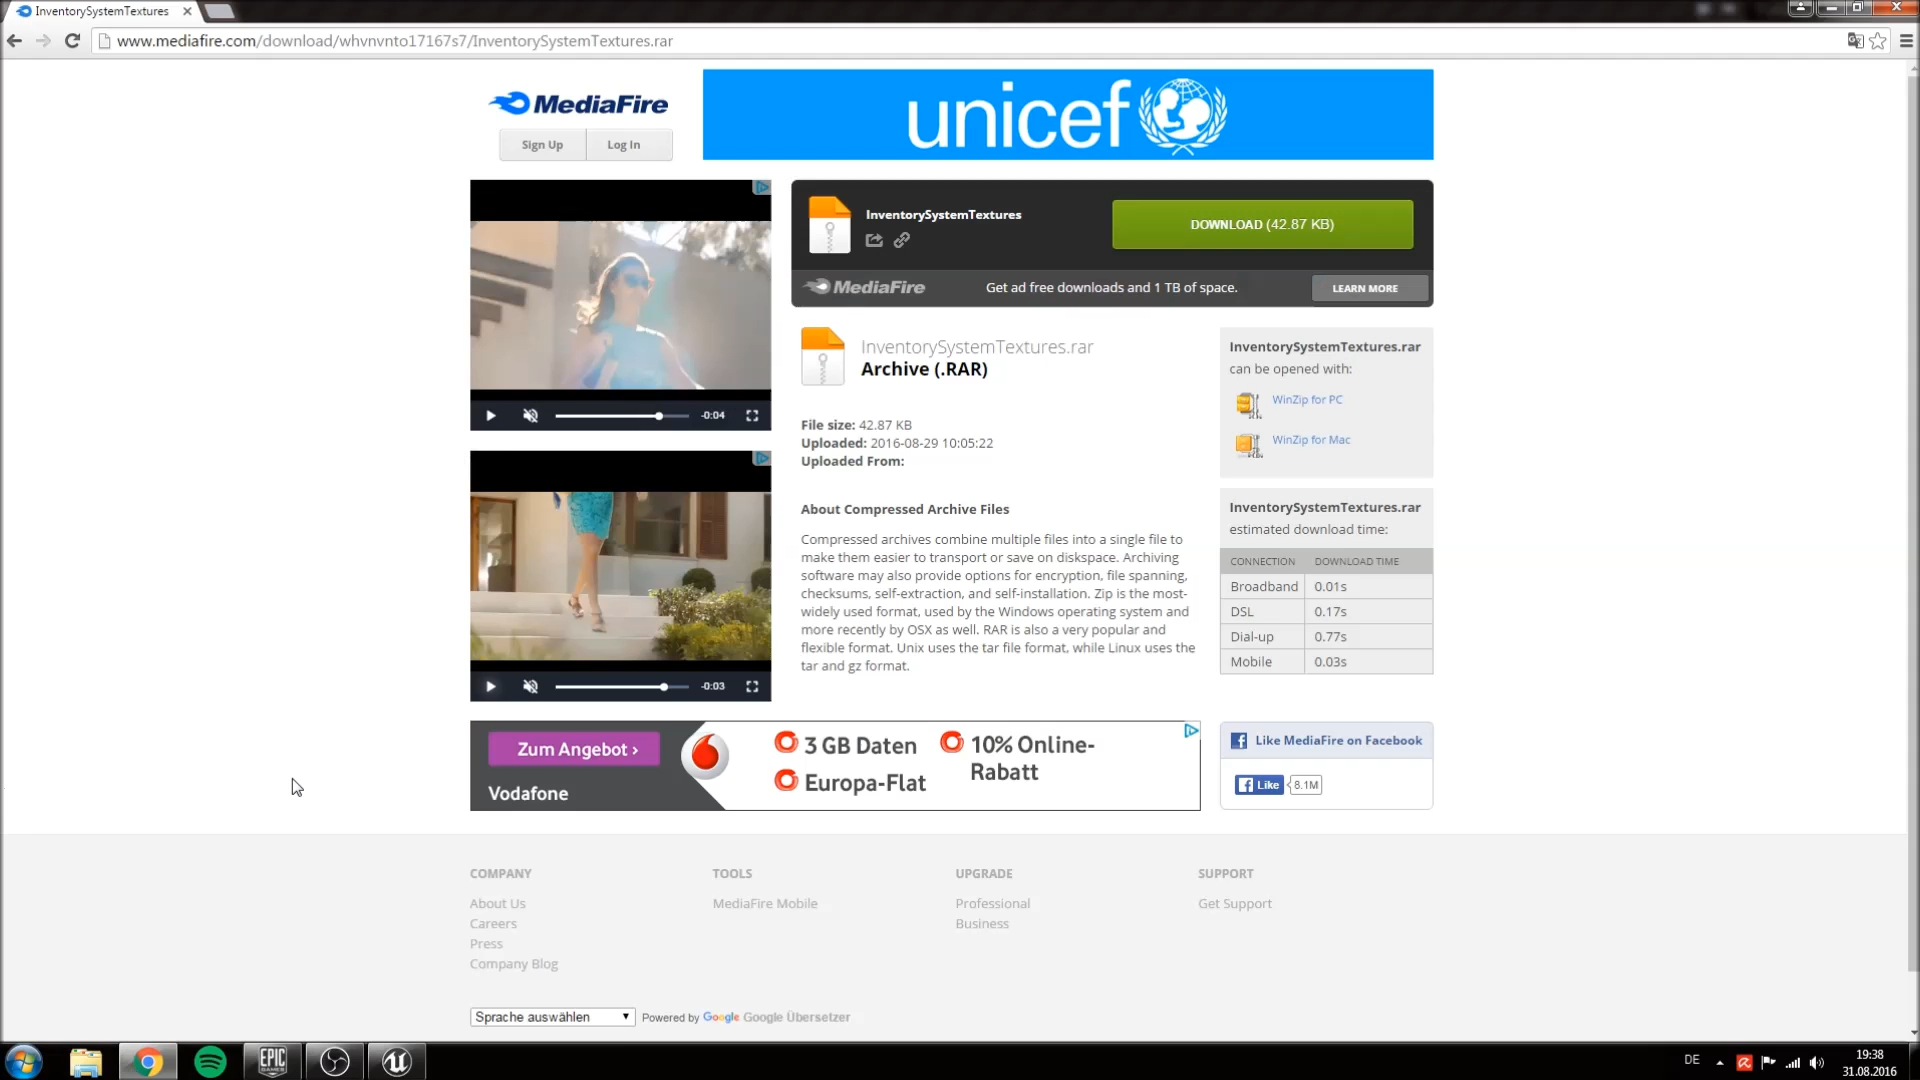 InventorySystemTextures
www.mediafire.com/download/whvnvnto17167s7/InventorySystemTextures.rar
MediaFire
Sign Up
Log In
unicef
InventorySystemTextures
DOWNLOAD (42.87 KB)
MediaFire
Get ad free downloads and 1 TB of space.
LEARN MORE
-0:04
InventorySystemTextures.rar
Archive (.RAR)
File size: 42.87 KB
Uploaded: 2016-08-29 10:05:22
Uploaded From:
About Compressed Archive Files
Compressed archives combine multiple files into a single file to
make them easier to transport or save on diskspace. Archiving
software may also provide options for encryption, file spanning,
checksums, self-extraction, and self-installation. Zip is the most-
widely used format, used by the Windows operating system and
more recently by OSX as well. RAR is also a very popular and
flexible format. Unix uses the tar file format, while Linux uses the
tar and gz format.
InventorySystemTextures.rar
can be opened with:
WinZip for PC
WinZip for Mac
InventorySystemTextures.rar
estimated download time:
CONNECTION DOWNLOAD TIME
Broadband 0.01s
DSL 0.17s
Dial-up 0.77s
Mobile 0.03s
-0:03
Zum Angebot ›
Vodafone
3 GB Daten
Europa-Flat
10% Online-
Rabatt
Like MediaFire on Facebook
Like 8.1M
COMPANY
About Us
Careers
Press
Company Blog
TOOLS
MediaFire Mobile
UPGRADE
Professional
Business
SUPPORT
Get Support
Sprache auswählen
Powered by Google Google Übersetzer
EPIC
GAMES
DE
19:38
31.08.2016